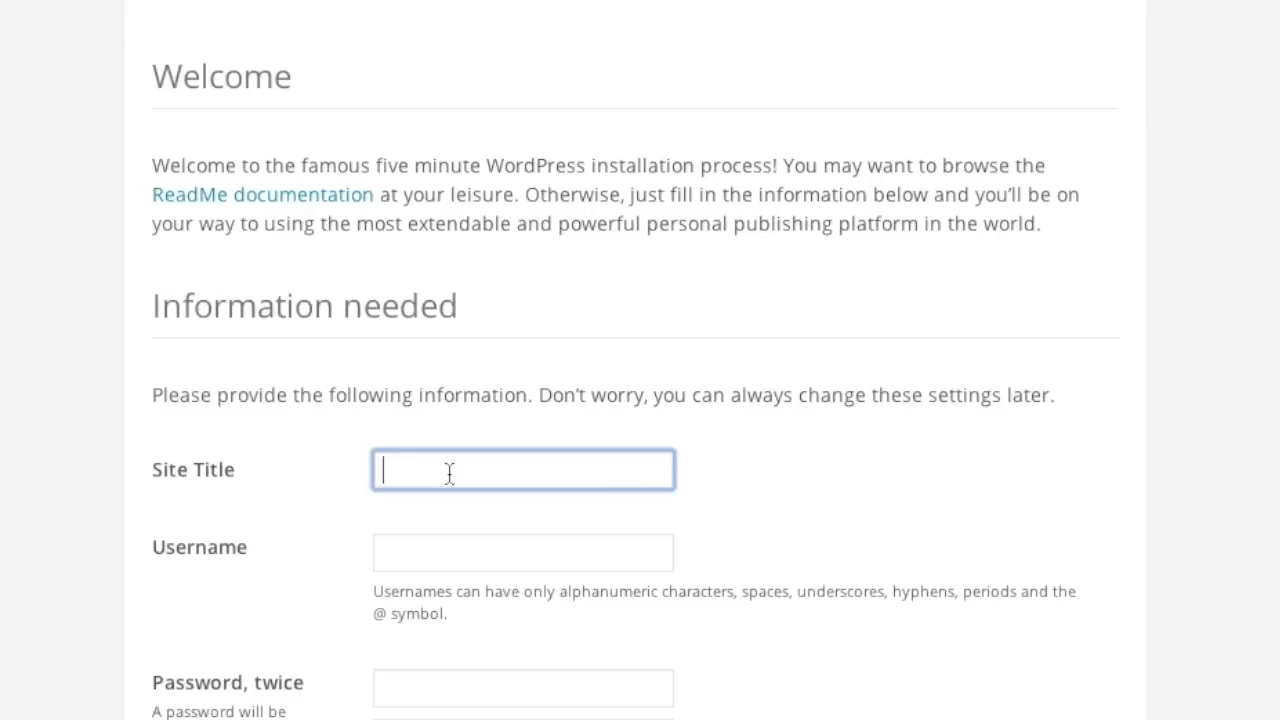 Welcome
Welcome to the famous five minute WordPress installation process! You may want to browse the
ReadMe documentation at your leisure. Otherwise, just fill in the information below and you’ll be on
your way to using the most extendable and powerful personal publishing platform in the world.
Information needed
Please provide the following information. Don’t worry, you can always change these settings later.
Site Title
Username
Usernames can have only alphanumeric characters, spaces, underscores, hyphens, periods and the
@ symbol.
Password, twice
A password will be